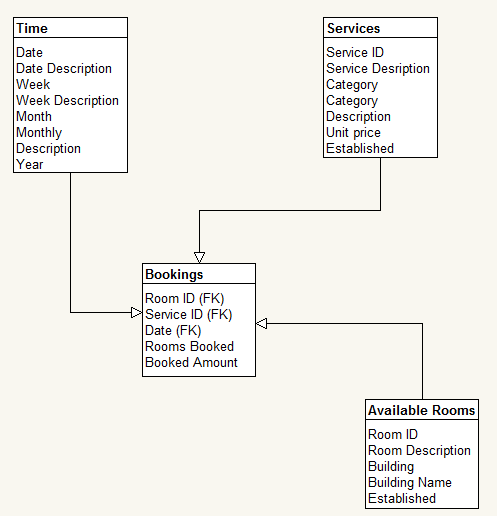 Time
Date
Date Description
Week
Week Description
Month
Monthly
Description
Year
Services
Service ID
Service Desription
Category
Category
Description
Unit price
Established
Bookings
Room ID (FK)
Service ID (FK)
Date (FK)
Rooms Booked
Booked Amount
Available Rooms
Room ID
Room Description
Building
Building Name
Established